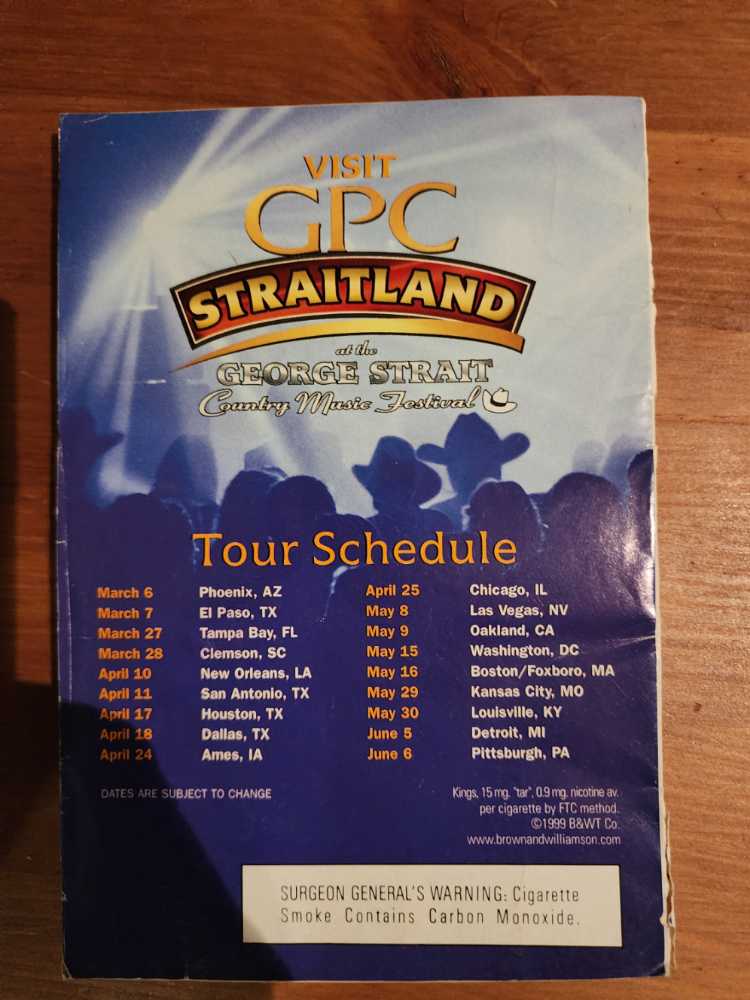 VISIT
GPC
STRAITLAND
at the
GEORGE STRAIT
Country Music Festival
Tour Schedule
March 6 Phoenix, AZ
March 7 El Paso, TX
March 27 Tampa Bay, FL
March 28 Clemson, SC
April 10 New Orleans, LA
April 11 San Antonio, TX
April 17 Houston, TX
April 18 Dallas, TX
April 24 Ames, IA
April 25 Chicago, IL
May 8 Las Vegas, NV
May 9 Oakland, CA
May 15 Washington, DC
May 16 Boston/Foxboro, MA
May 29 Kansas City, MO
May 30 Louisville, KY
June 5 Detroit, MI
June 6 Pittsburgh, PA
DATES ARE SUBJECT TO CHANGE
Kings, 15 mg. "tar", 0.9 mg. nicotine av.
per cigarette by FTC method.
©1999 B&WT Co.
www.brownandwilliamson.com
SURGEON GENERAL'S WARNING: Cigarette
Smoke Contains Carbon Monoxide.